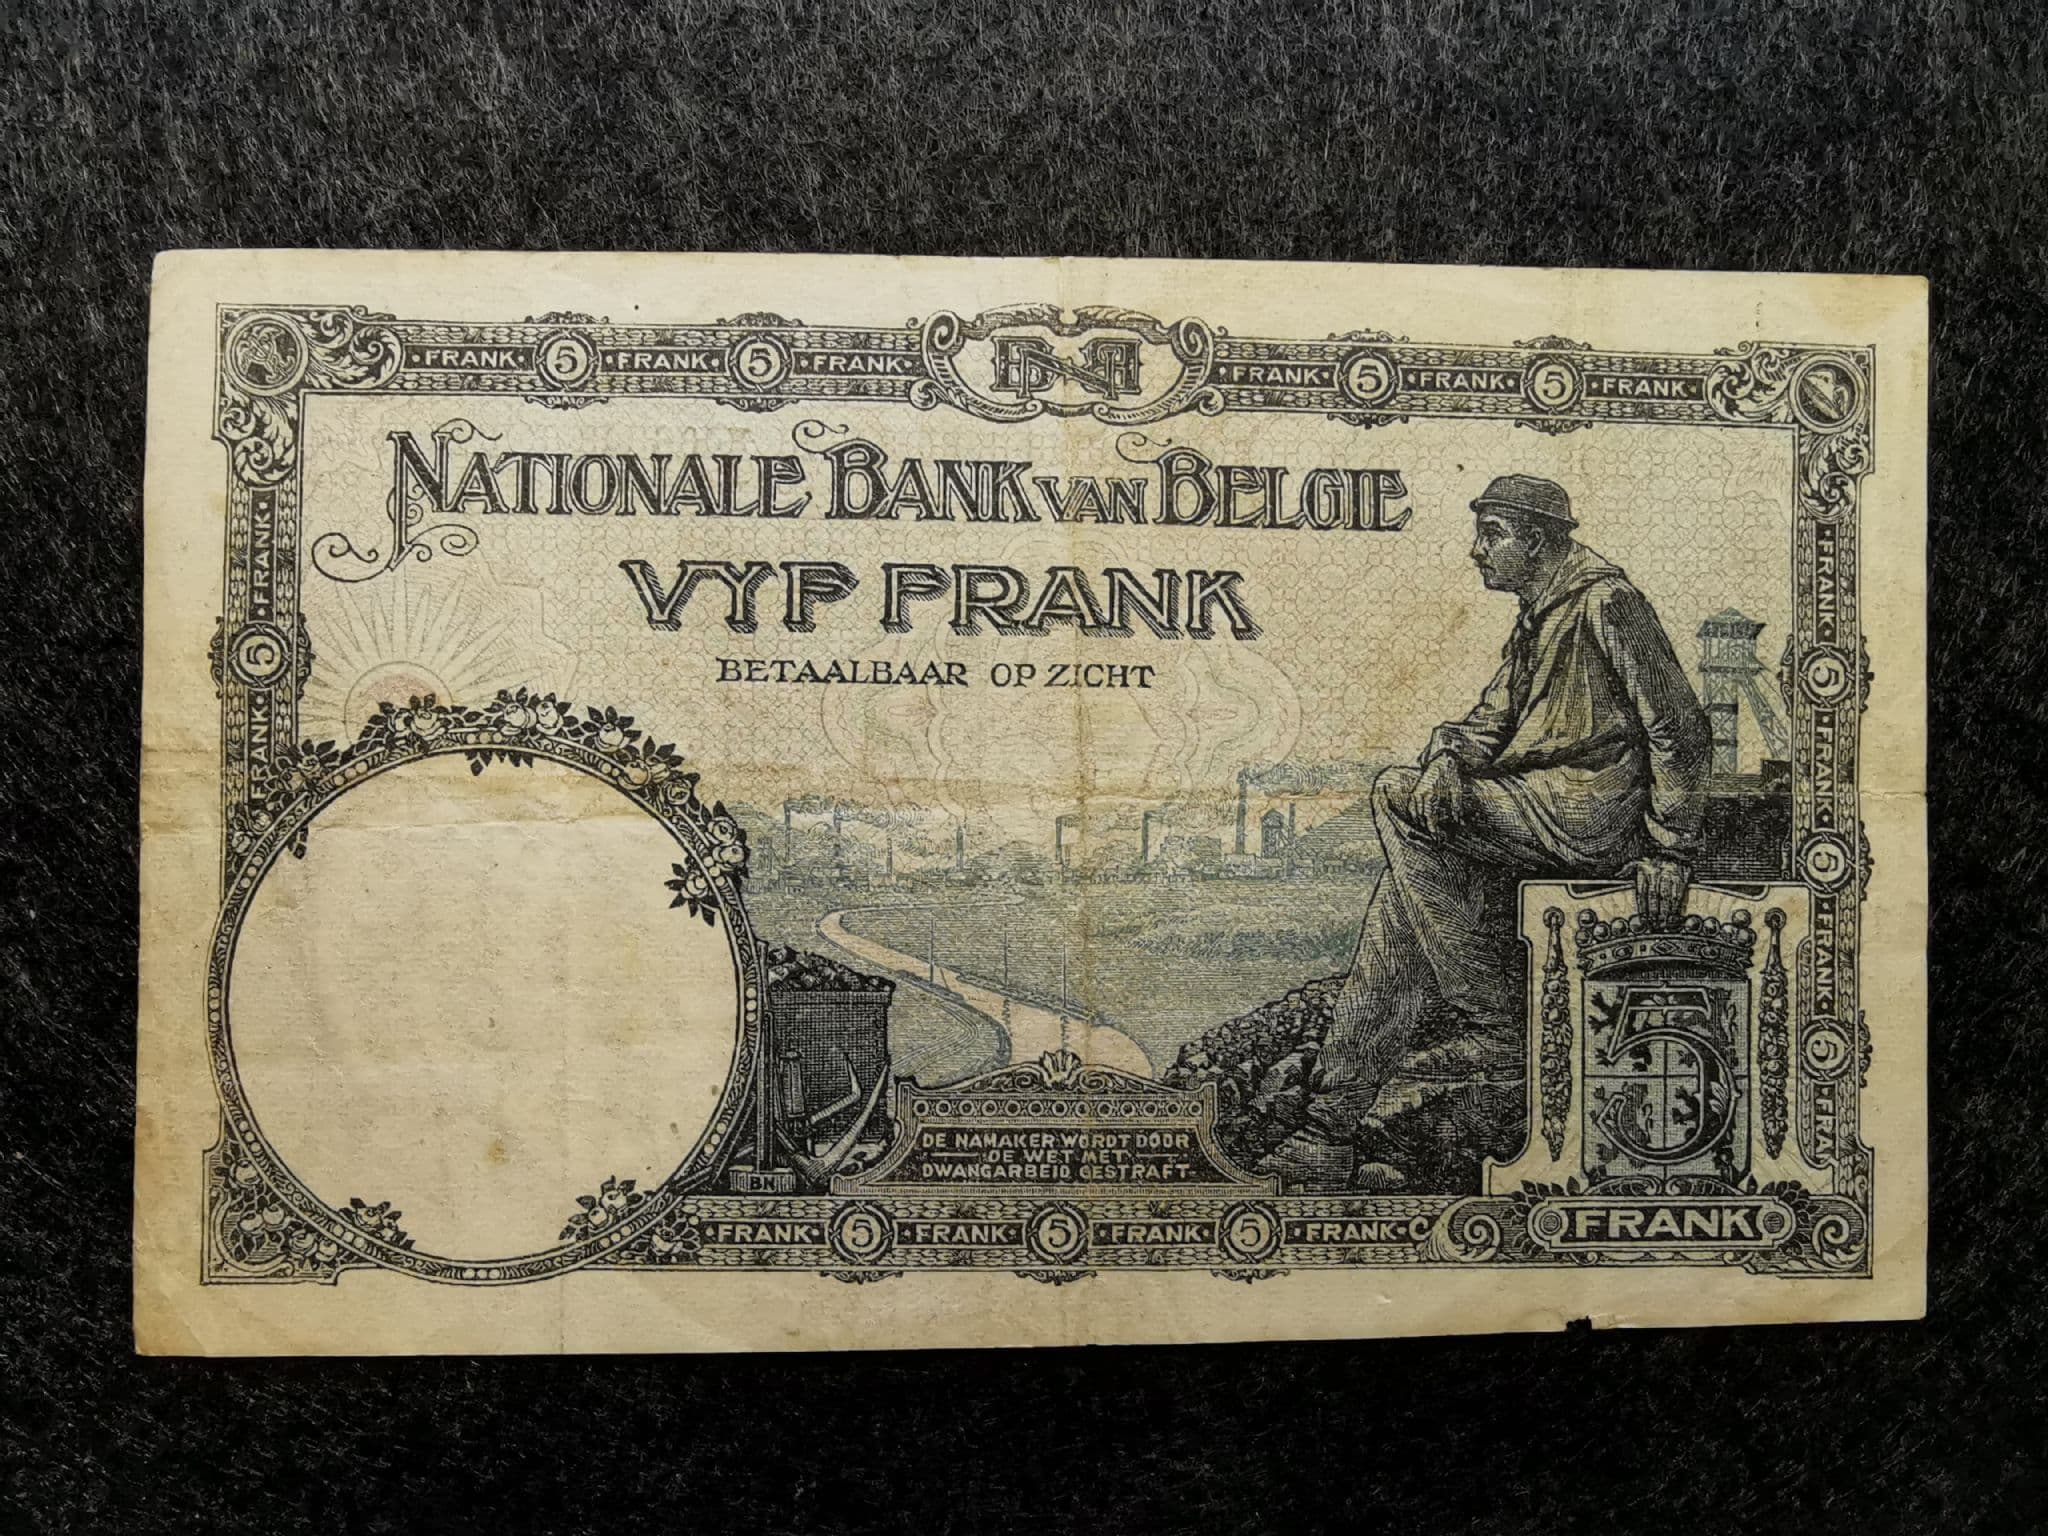 ·FRANK· 5 ·FRANK· 5 ·FRANK· BNB ·FRANK· 5 ·FRANK· 5 ·FRANK·
NATIONALE BANK VAN BELGIE
VYF FRANK
BETAALBAAR OP ZICHT
·FRANK· 5 ·FRANK·
·FRANK· 5 ·FRANK· 5 ·FRANK· 5 ·FRA
DE NAMAKER WORDT DOOR
DE WET MET
DWANGARBEID GESTRAFT
BN
5
FRANK
·FRANK· 5 ·FRANK· 5 ·FRANK· 5 ·FRANK·